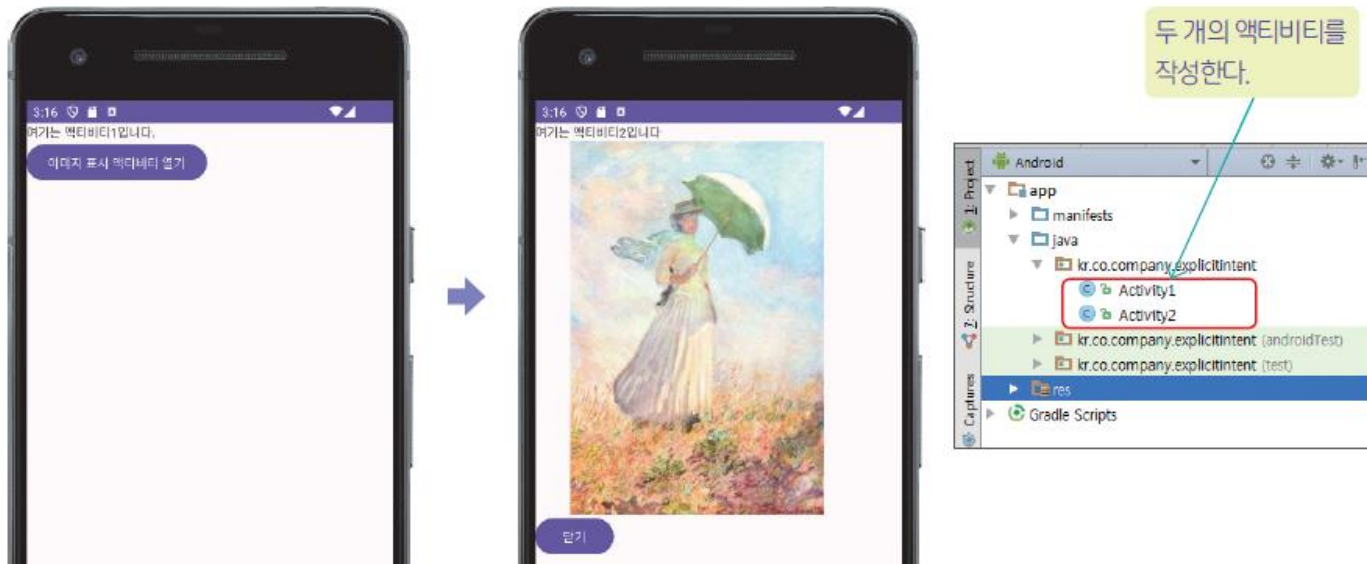 3:16
여기는 액티비티1입니다.
이미지 표시 액티비티 열기
3:16
여기는 액티비티2입니다
닫기
두 개의 액티비티를
작성한다.
1: Project
7: Structure
Captures
Android
app
manifests
java
kr.co.company.explicitintent
Activity1
Activity2
kr.co.company.explicitintent (androidTest)
kr.co.company.explicitintent (test)
res
Gradle Scripts